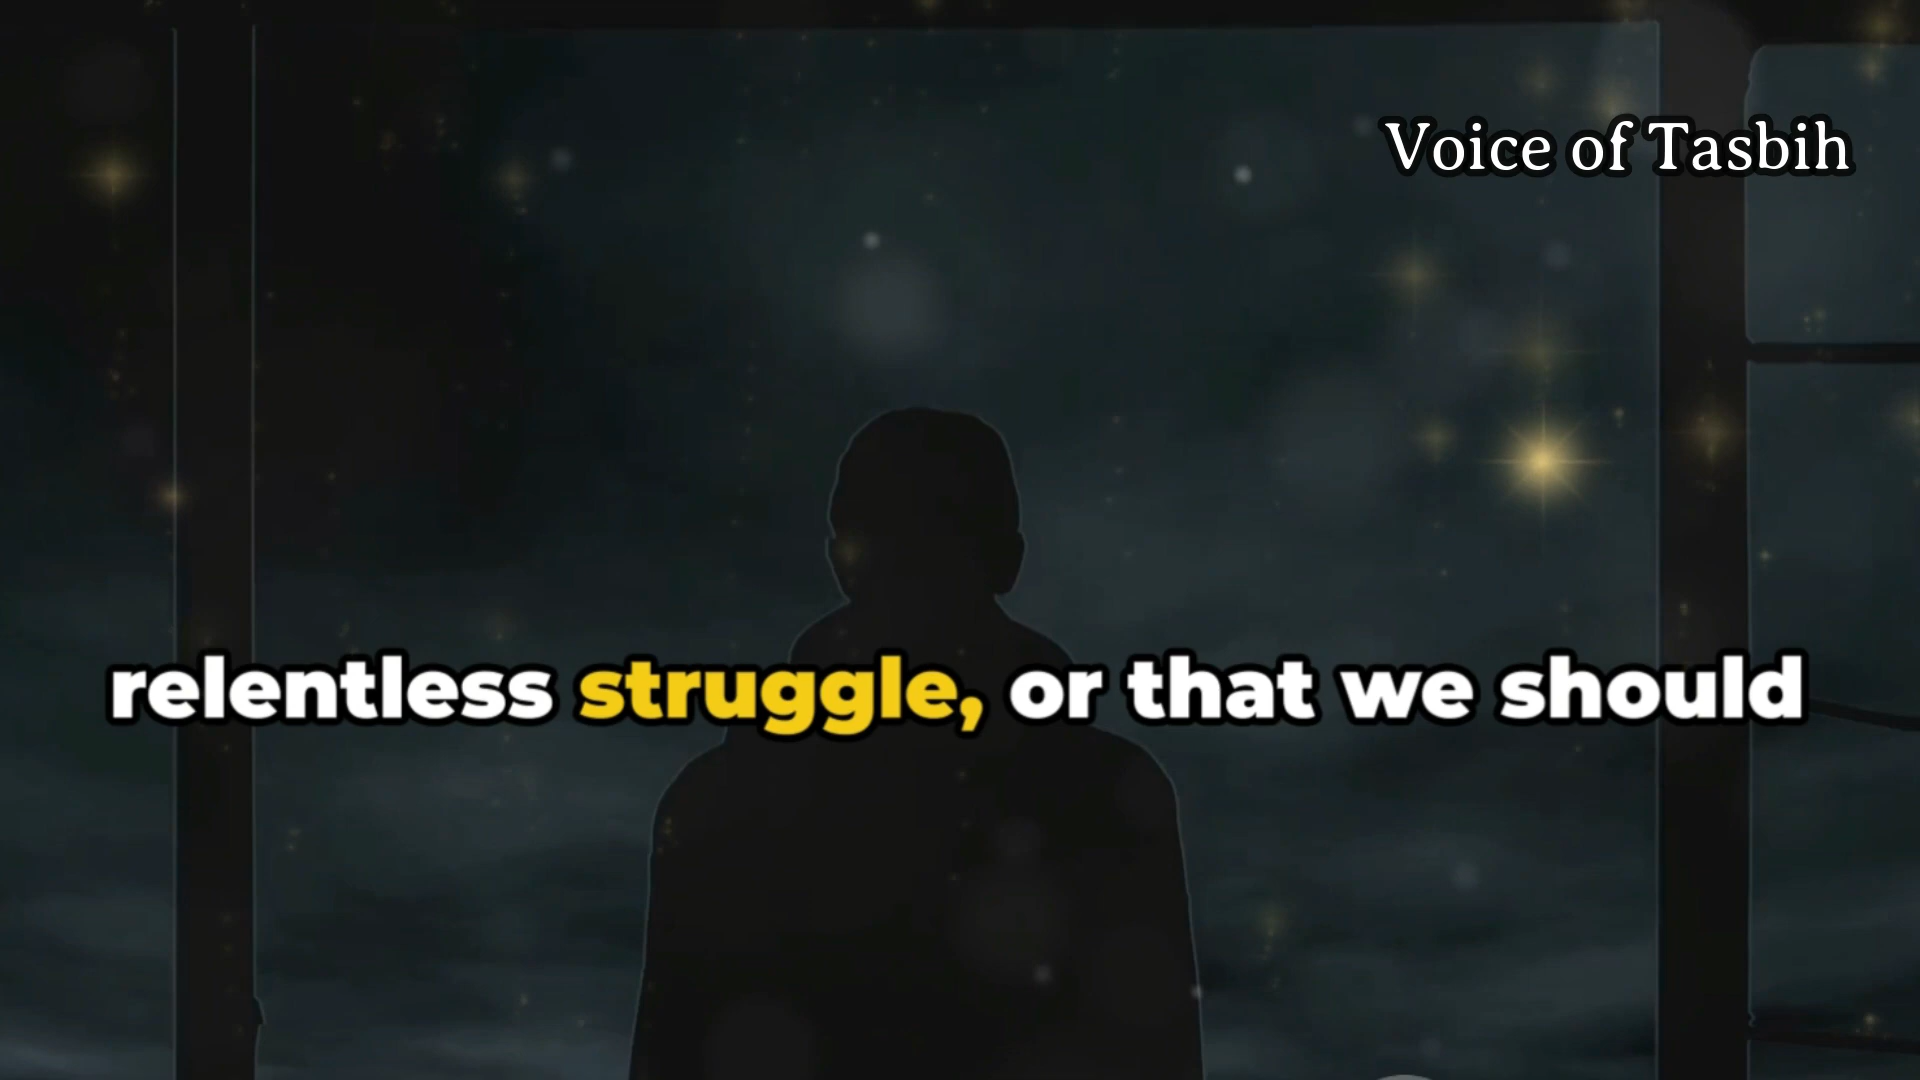 Voice of Tasbih
relentless struggle, or that we should